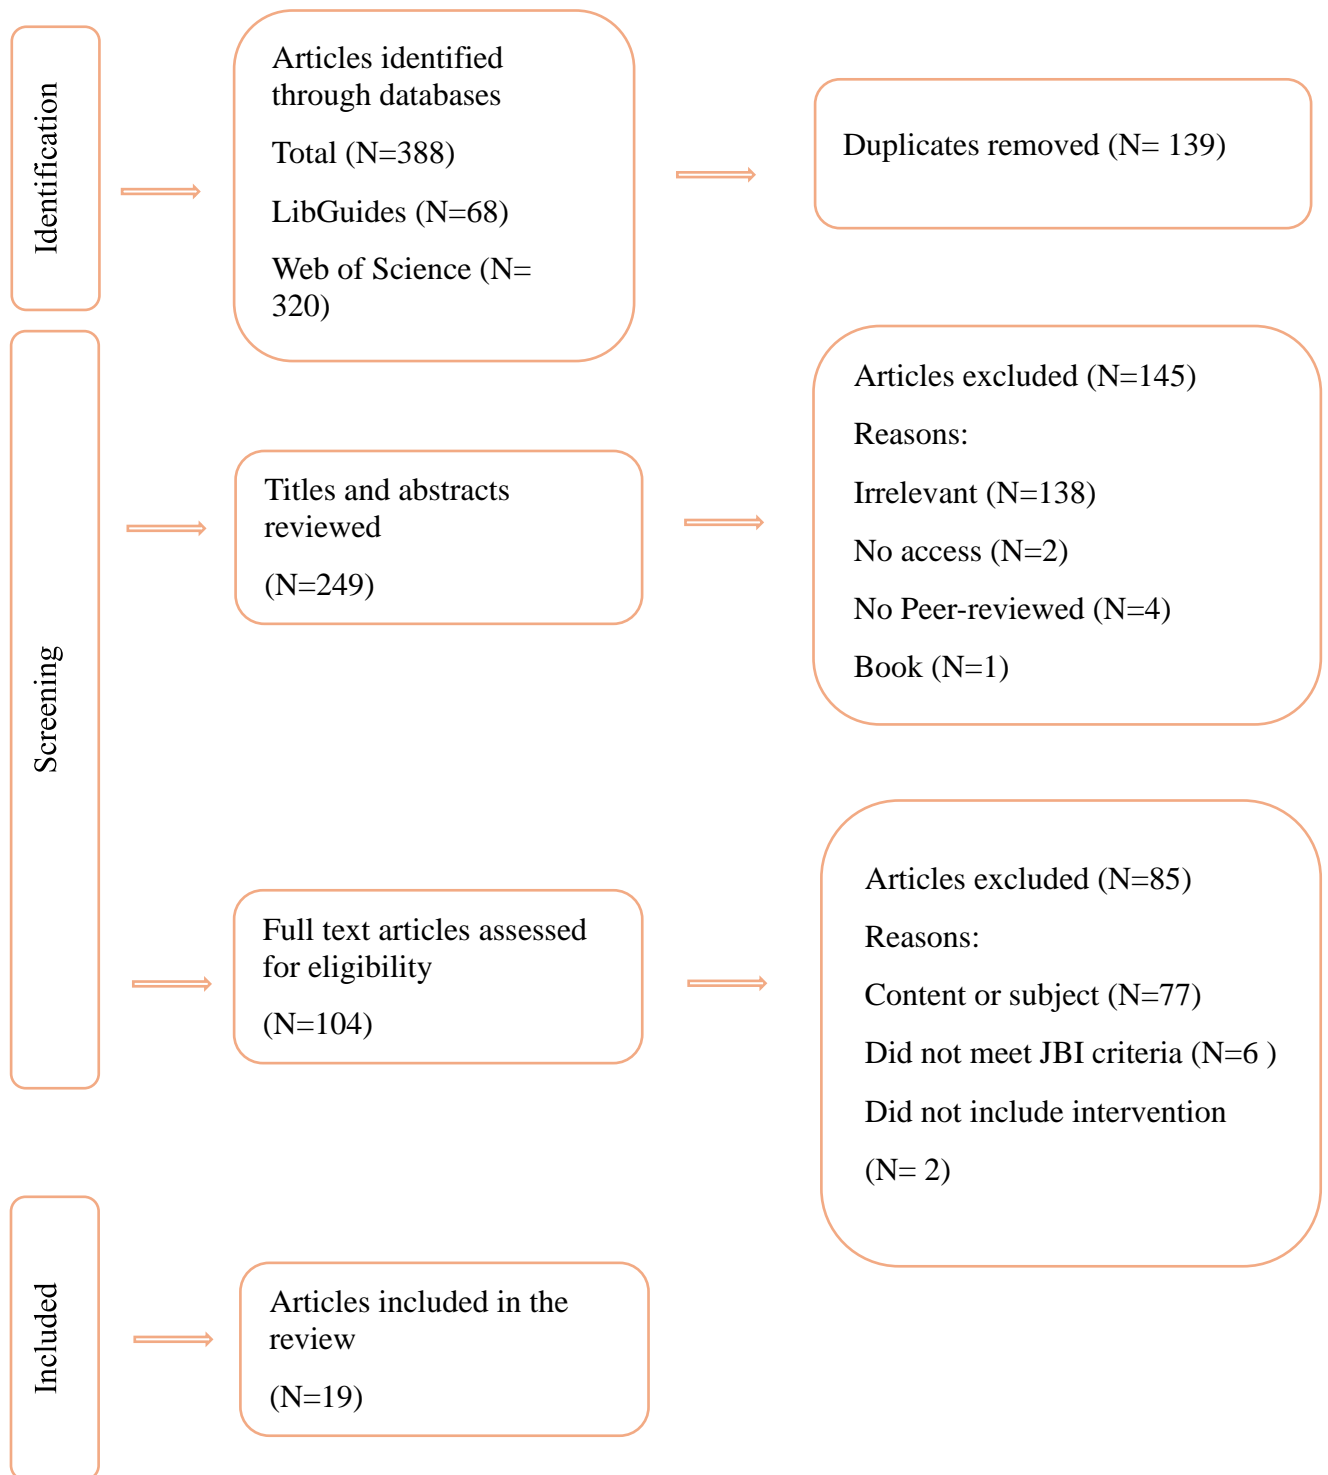 Identification
Articles identified
through databases
Total (N=388)
LibGuides (N=68)
Web of Science (N=
320)
Duplicates removed (N= 139)
Screening
Titles and abstracts
reviewed
(N=249)
Articles excluded (N=145)
Reasons:
Irrelevant (N=138)
No access (N=2)
No Peer-reviewed (N=4)
Book (N=1)
Full text articles assessed
for eligibility
(N=104)
Articles excluded (N=85)
Reasons:
Content or subject (N=77)
Did not meet JBI criteria (N=6 )
Did not include intervention
(N= 2)
Included
Articles included in the
review
(N=19)